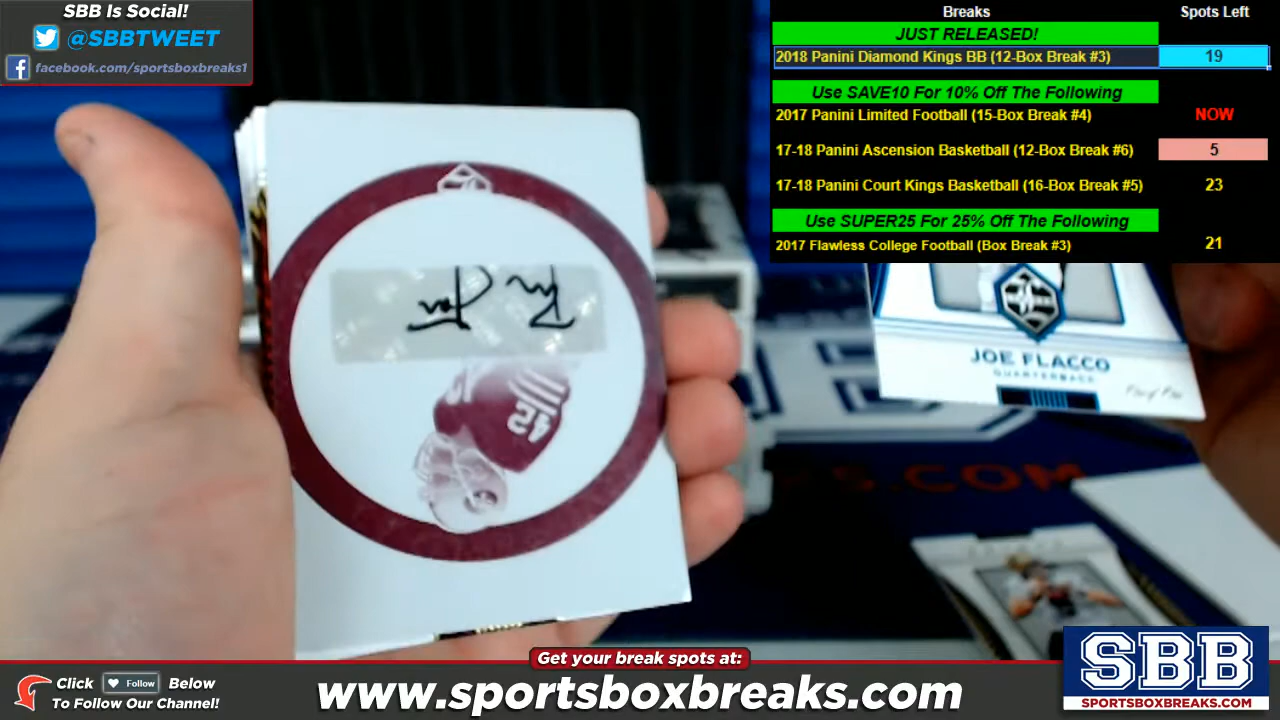 SBB Is Social!
@SBBTWEET
facebook.com/sportsboxbreaks1
Breaks Spots Left
JUST RELEASED!
2018 Panini Diamond Kings BB (12-Box Break #3) 19
Use SAVE10 For 10% Off The Following
2017 Panini Limited Football (15-Box Break #4) NOW
17-18 Panini Ascension Basketball (12-Box Break #6) 5
17-18 Panini Court Kings Basketball (16-Box Break #5) 23
Use SUPER25 For 25% Off The Following
2017 Flawless College Football (Box Break #3) 21
JOE FLACCO
QUARTERBACK
42
S.COM
Get your break spots at:
Click Follow Below
To Follow Our Channel!
www.sportsboxbreaks.com
SBB
SPORTSBOXBREAKS.COM